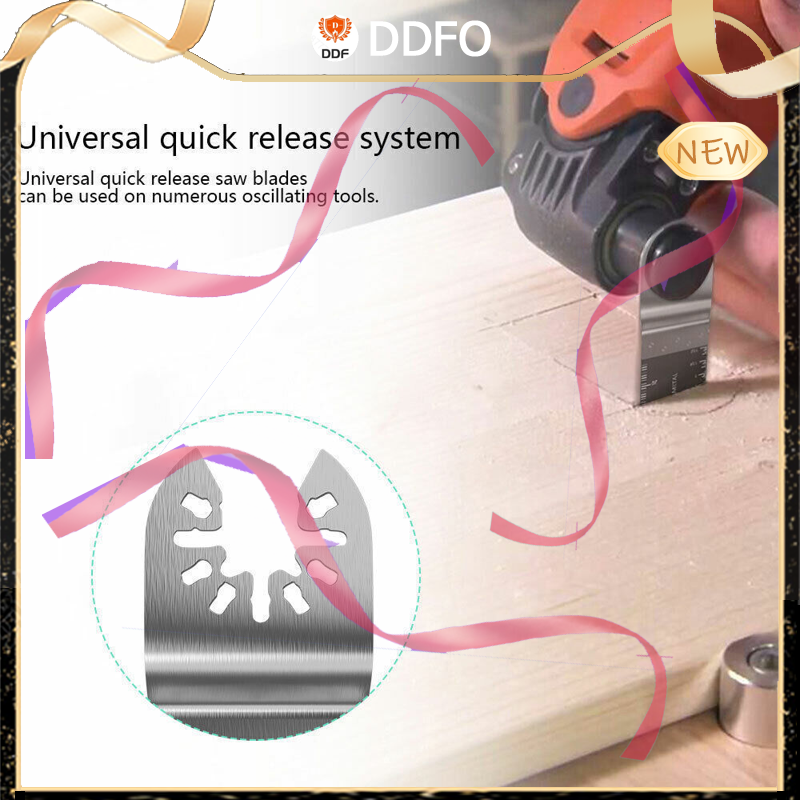 DDF
DDFO
Universal quick release system
Universal quick release saw blades
can be used on numerous oscillating tools.
NEW